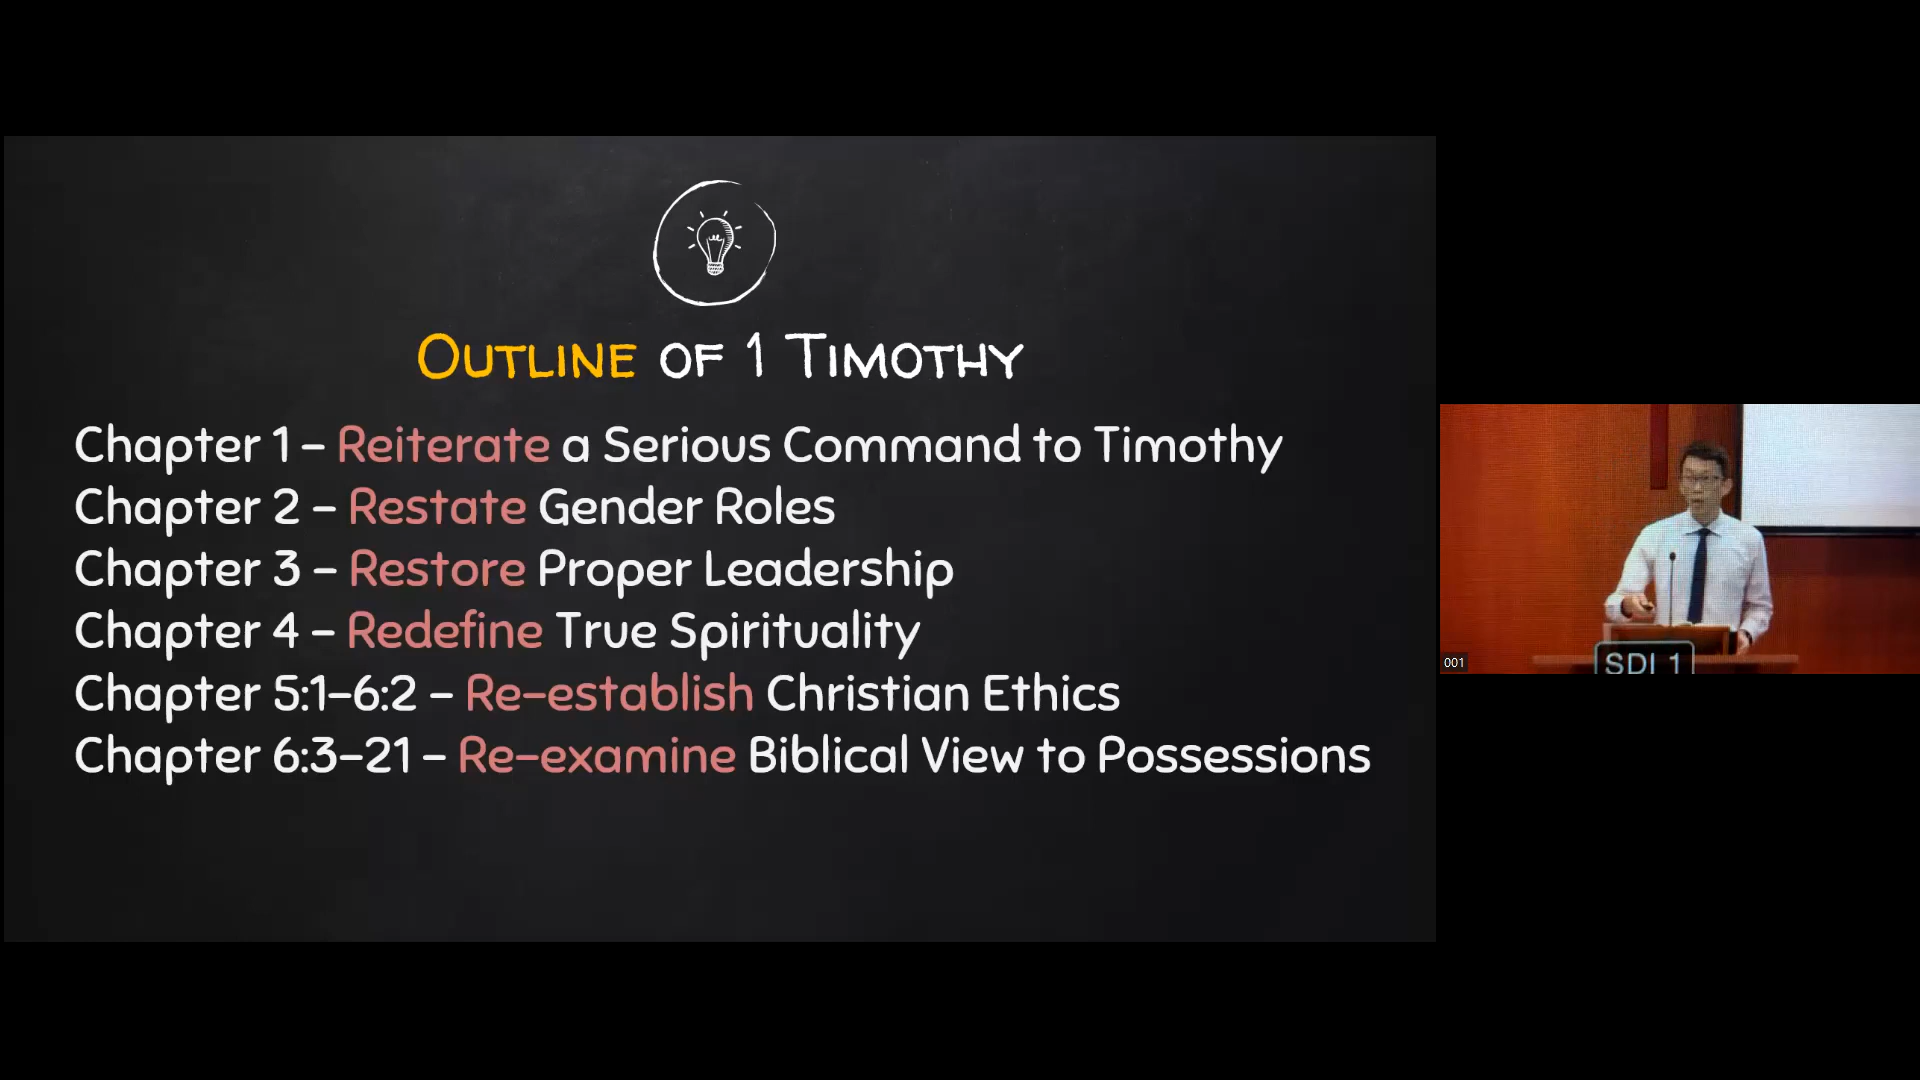 Outline of 1 Timothy
Chapter 1 – Reiterate a Serious Command to Timothy
Chapter 2 – Restate Gender Roles
Chapter 3 – Restore Proper Leadership
Chapter 4 – Redefine True Spirituality
Chapter 5:1–6:2 – Re–establish Christian Ethics
Chapter 6:3–21 – Re–examine Biblical View to Possessions
001
SDL 1